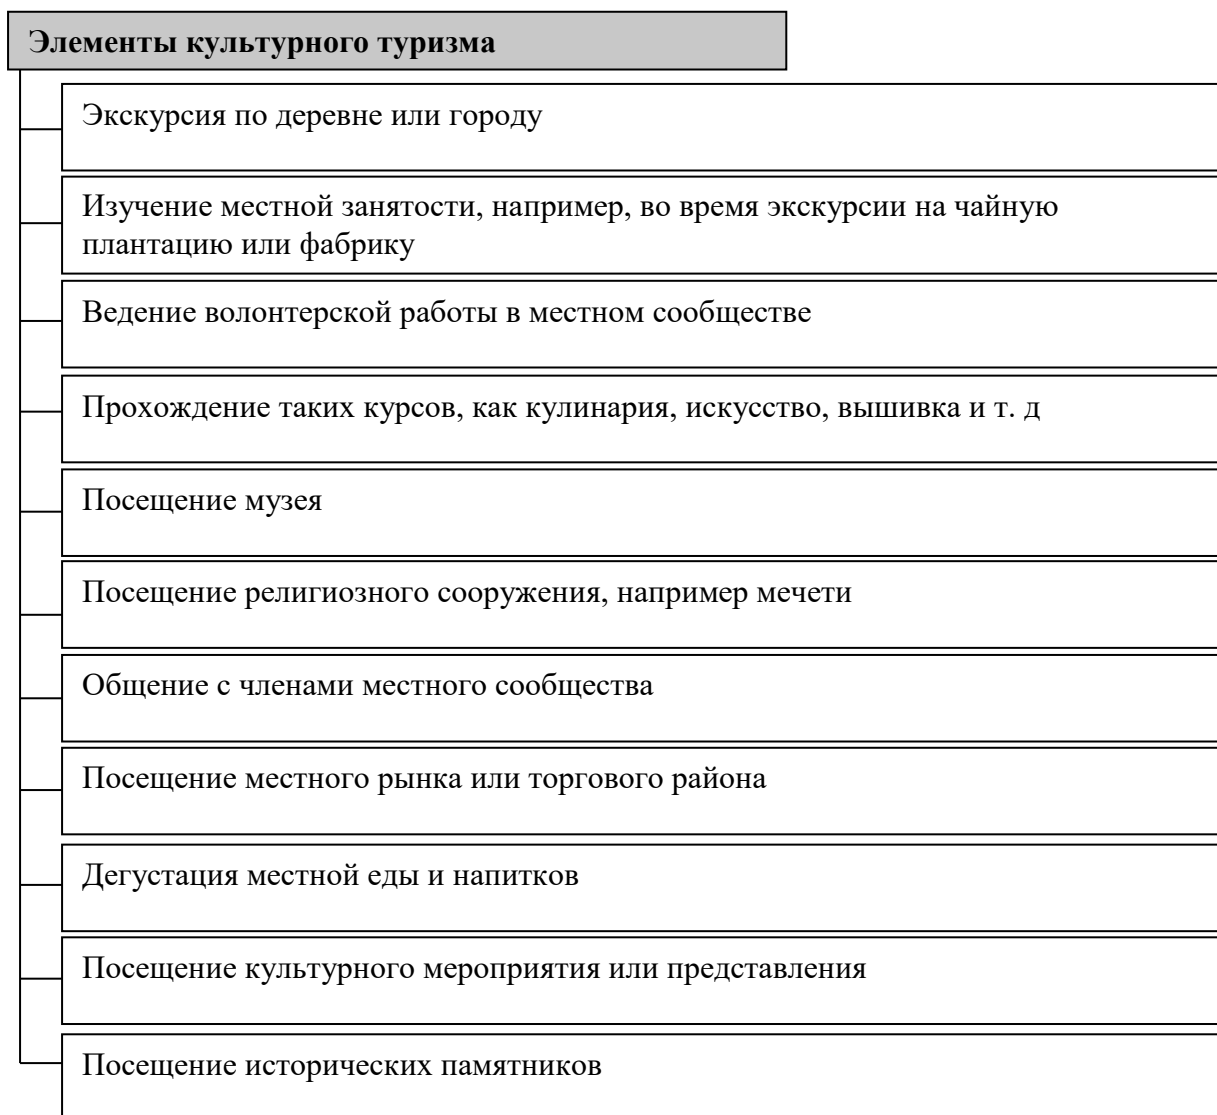 Элементы культурного туризма
Экскурсия по деревне или городу
Изучение местной занятости, например, во время экскурсии на чайную
плантацию или фабрику
Ведение волонтерской работы в местном сообществе
Прохождение таких курсов, как кулинария, искусство, вышивка и т. д
Посещение музея
Посещение религиозного сооружения, например мечети
Общение с членами местного сообщества
Посещение местного рынка или торгового района
Дегустация местной еды и напитков
Посещение культурного мероприятия или представления
Посещение исторических памятников